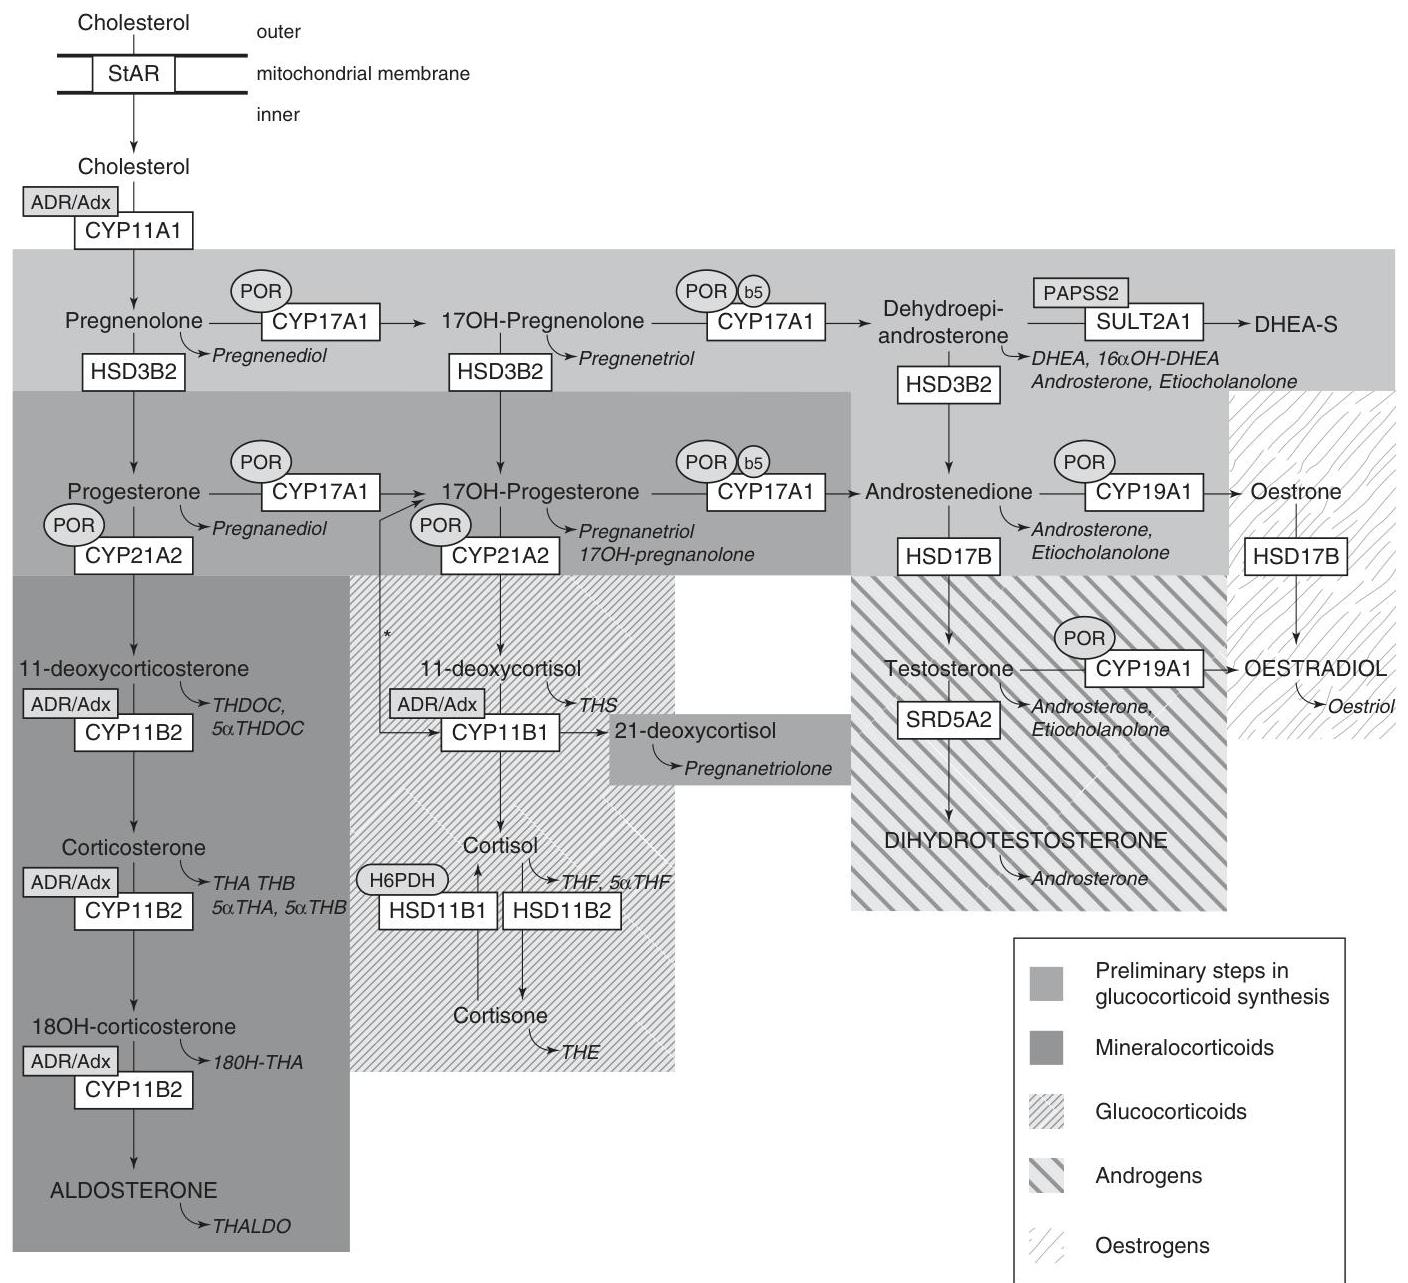 Cholesterol
outer
StAR
mitochondrial membrane
inner
Cholesterol
ADR/Adx
CYP11A1
POR
CYP17A1
POR
b5
CYP17A1
PAPSS2
SULT2A1
Pregnenolone
17OH-Pregnenolone
Dehydroepi-
androsterone
DHEA-S
Pregnenediol
Pregnenetriol
DHEA, 16αOH-DHEA
Androsterone, Etiocholanolone
HSD3B2
HSD3B2
HSD3B2
POR
CYP17A1
POR
b5
CYP17A1
POR
CYP19A1
Progesterone
17OH-Progesterone
Androstenedione
Oestrone
Pregnanediol
Pregnanetriol
17OH-pregnanolone
Androsterone,
Etiocholanolone
POR
CYP21A2
POR
CYP21A2
HSD17B
HSD17B
*
11-deoxycorticosterone
11-deoxycortisol
Testosterone
POR
CYP19A1
OESTRADIOL
THDOC,
5αTHDOC
THS
Androsterone,
Etiocholanolone
Oestriol
ADR/Adx
CYP11B2
ADR/Adx
CYP11B1
21-deoxycortisol
Pregnanetriolone
SRD5A2
Corticosterone
Cortisol
DIHYDROTESTOSTERONE
THA THB
5αTHA, 5αTHB
THF, 5αTHF
Androsterone
ADR/Adx
CYP11B2
H6PDH
HSD11B1
HSD11B2
18OH-corticosterone
Cortisone
180H-THA
THE
ADR/Adx
CYP11B2
ALDOSTERONE
THALDO
Preliminary steps in
glucocorticoid synthesis
Mineralocorticoids
Glucocorticoids
Androgens
Oestrogens